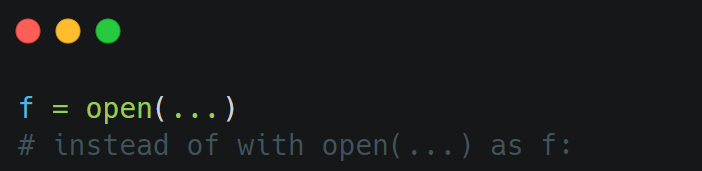 f = open(...)
# instead of with open(...) as f: